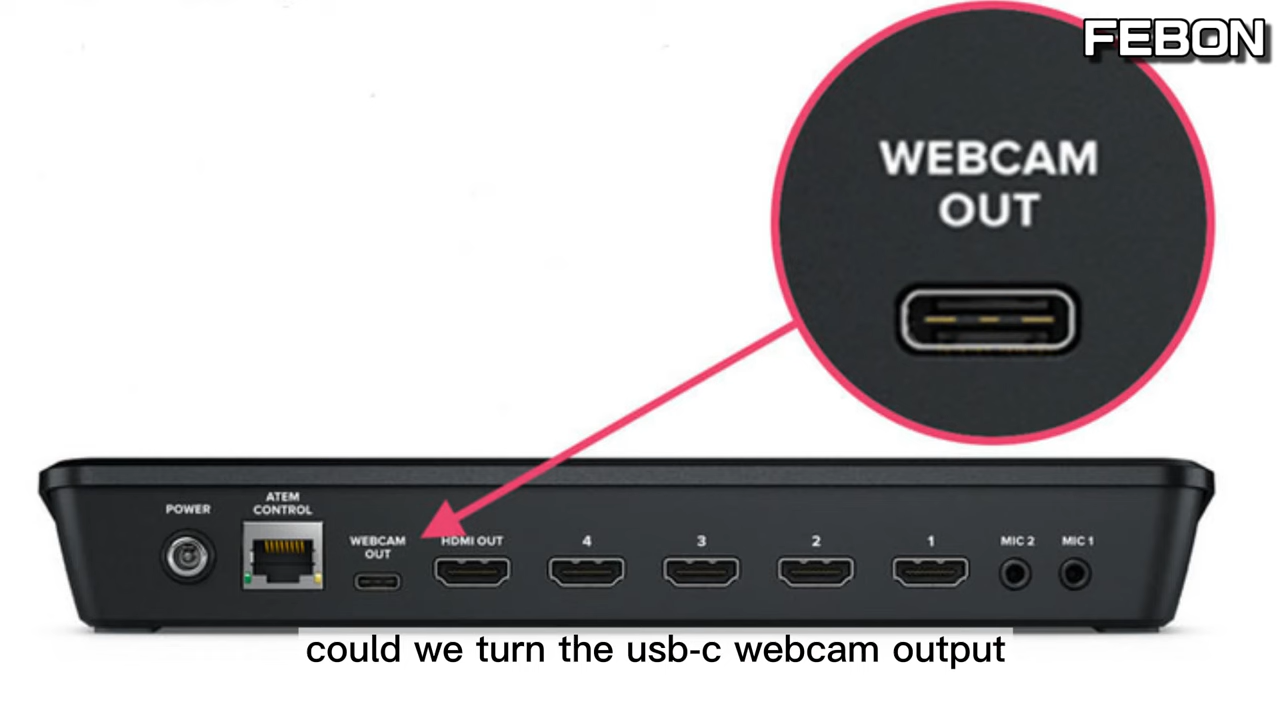 FEBON
WEBCAM
OUT
POWER
ATEM
CONTROL
WEBCAM
OUT
HDMI OUT
4
3
2
1
MIC 2
MIC 1
could we turn the usb-c webcam output